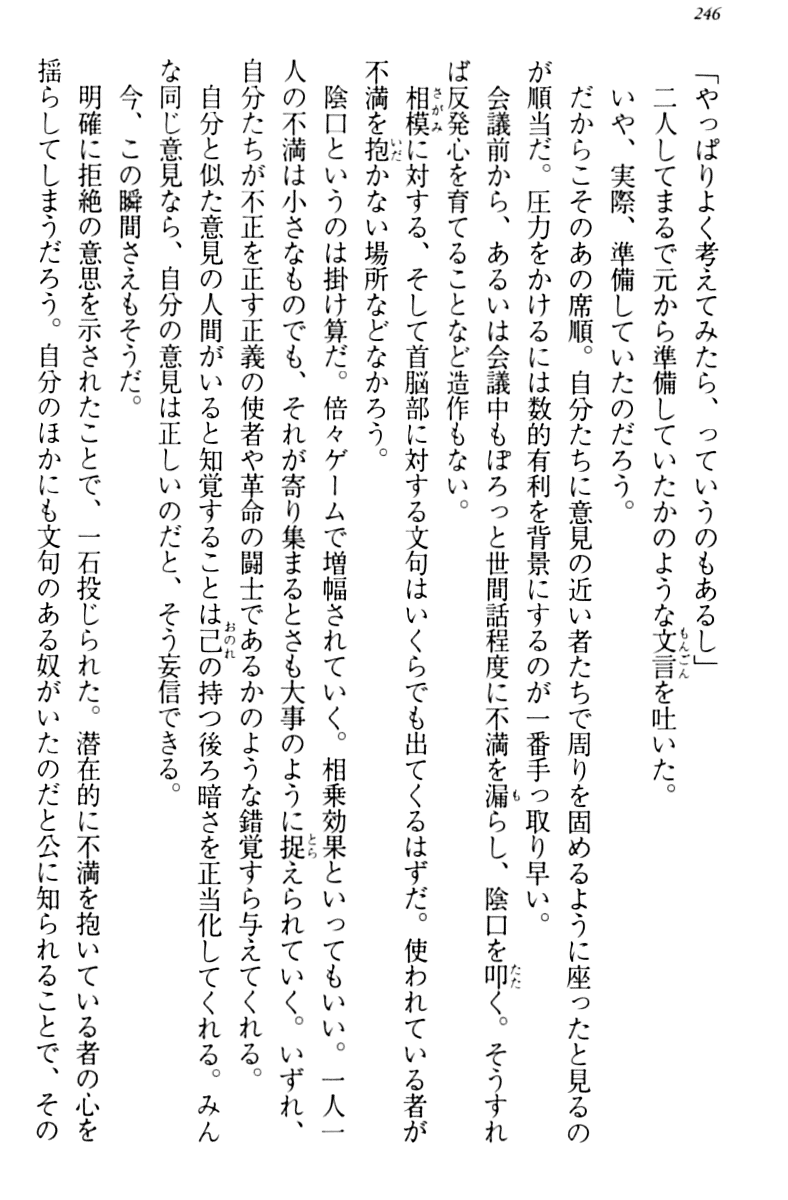 246
「やっぱりよく考えてみたら、っていうのもあるし」
二人してまるで元から準備していたかのような文言を吐いた。
いや、実際、準備していたのだろう。
だからこそのあの席順。自分たちに意見の近い者たちで周りを固めるように座ったと見るの
が順当だ。圧力をかけるには数的有利を背景にするのが一番手っ取り早い。
会議前から、あるいは会議中もぽろっと世間話程度に不満を漏らし、陰口を叩く。そうすれ
ば反発心を育てることなど造作もない。
相模に対する、そして首脳部に対する文句はいくらでも出てくるはずだ。使われている者が
不満を抱かない場所などなかろう。
陰口というのは掛け算だ。倍々ゲームで増幅されていく。相乗効果といってもいい。一人一
人の不満は小さなものでも、それが寄り集まるとさも大事のように捉えられていく。いずれ、
自分たちが不正を正す正義の使者や革命の闘士であるかのような錯覚すら与えてくれる。
自分と似た意見の人間がいると知覚することは己の持つ後ろ暗さを正当化してくれる。みん
な同じ意見なら、自分の意見は正しいのだと、そう妄信できる。
今、この瞬間さえもそうだ。
明確に拒絶の意思を示されたことで、一石投じられた。潜在的に不満を抱いている者の心を
揺らしてしまうだろう。自分のほかにも文句のある奴がいたのだと公に知られることで、その